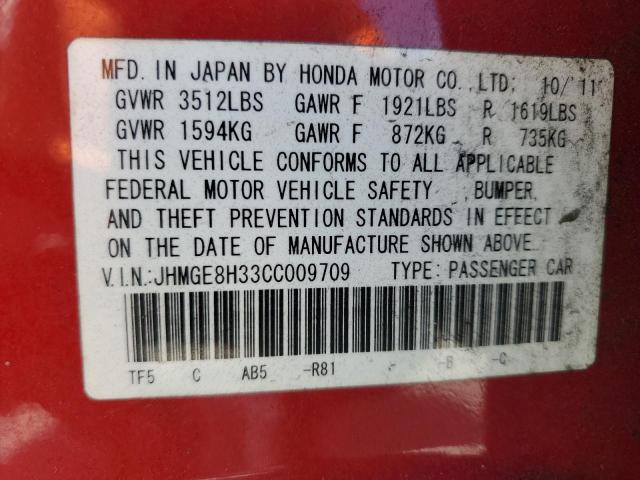 MFD. IN JAPAN BY HONDA MOTOR CO.,LTD; 10/'11
GVWR 3512LBS GAWR F 1921LBS R 1619LBS
GVWR 1594KG GAWR F 872KG R 735KG
THIS VEHICLE CONFORMS TO ALL APPLICABLE
FEDERAL MOTOR VEHICLE SAFETY ,BUMPER,
AND THEFT PREVENTION STANDARDS IN EFFECT
ON THE DATE OF MANUFACTURE SHOWN ABOVE.
V.I.N:JHMGE8H33CC009709 TYPE: PASSENGER CAR
TF5 C AB5 -R81 - -B -C